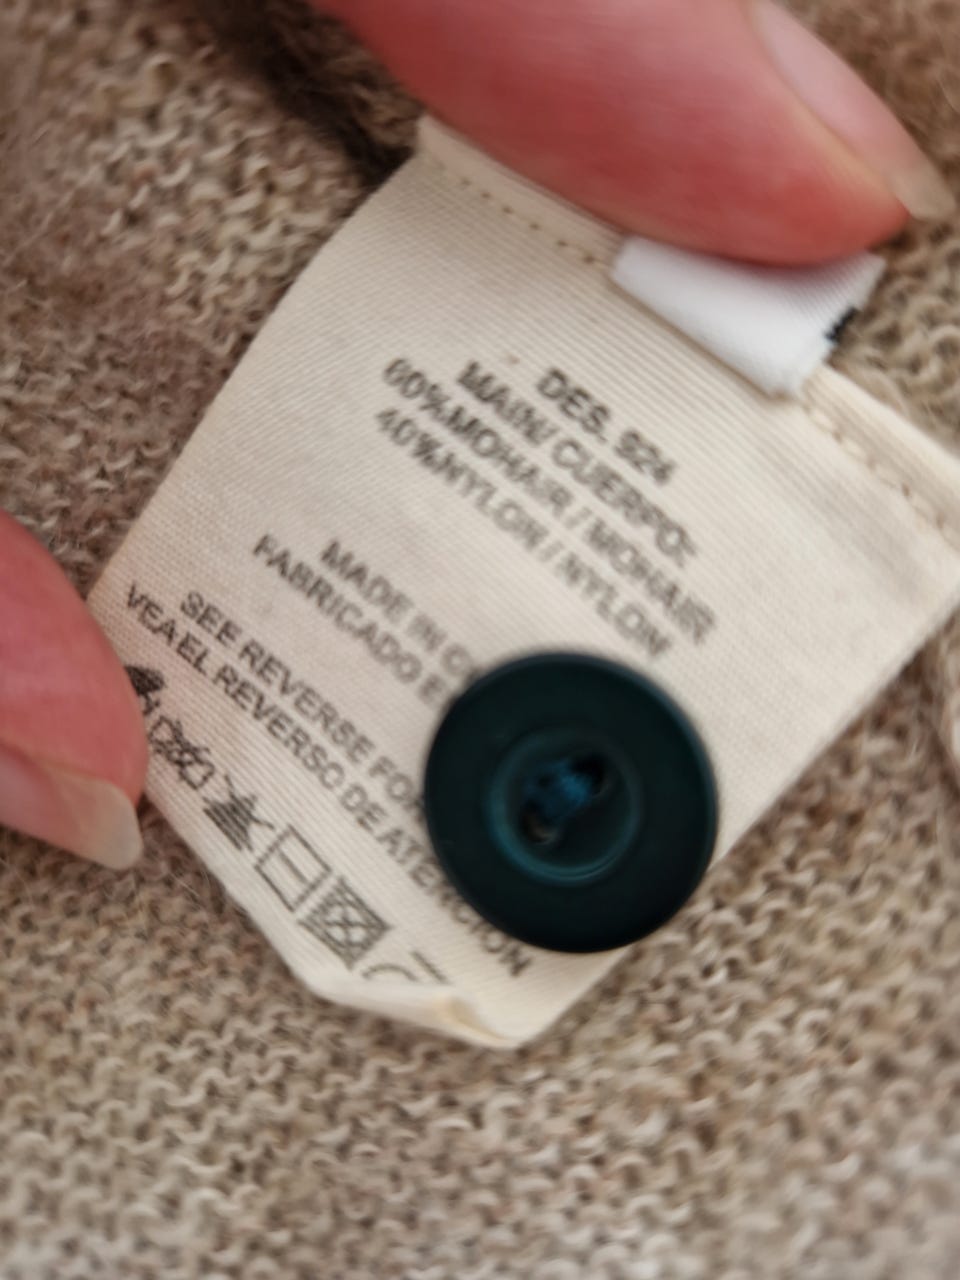 DES. 924
MAIN/ CUERPO:
60%MOHAIR / MOHAIR
40%NYLON / NYLON
MADE IN
FABRICADO
SEE REVERSE
VEA EL REVERSO DE ATENCION